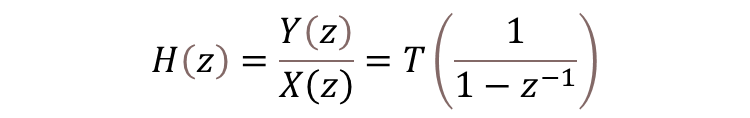 H(z) = Y(z)/X(z) = T(1/(1 − z⁻¹))